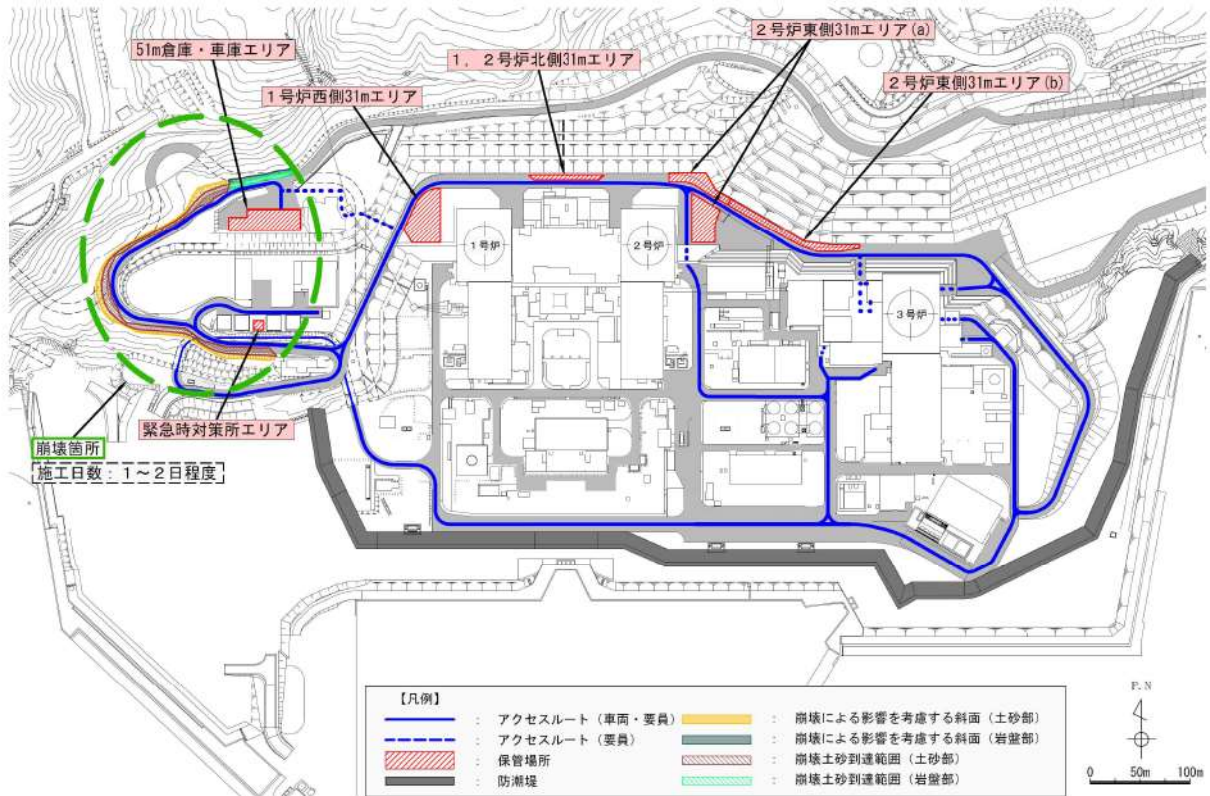 51m倉庫・車庫エリア
1号炉西側31mエリア
1，2号炉北側31mエリア
2号炉東側31mエリア(a)
2号炉東側31mエリア(b)
1号炉
2号炉
3号炉
緊急時対策所エリア
崩壊箇所
施工日数：1～2日程度
【凡例】
： アクセスルート（車両・要員）
： アクセスルート（要員）
： 保管場所
： 防潮堤
： 崩壊による影響を考慮する斜面（土砂部）
： 崩壊による影響を考慮する斜面（岩盤部）
： 崩壊土砂到達範囲（土砂部）
： 崩壊土砂到達範囲（岩盤部）
P.N
0 50m 100m